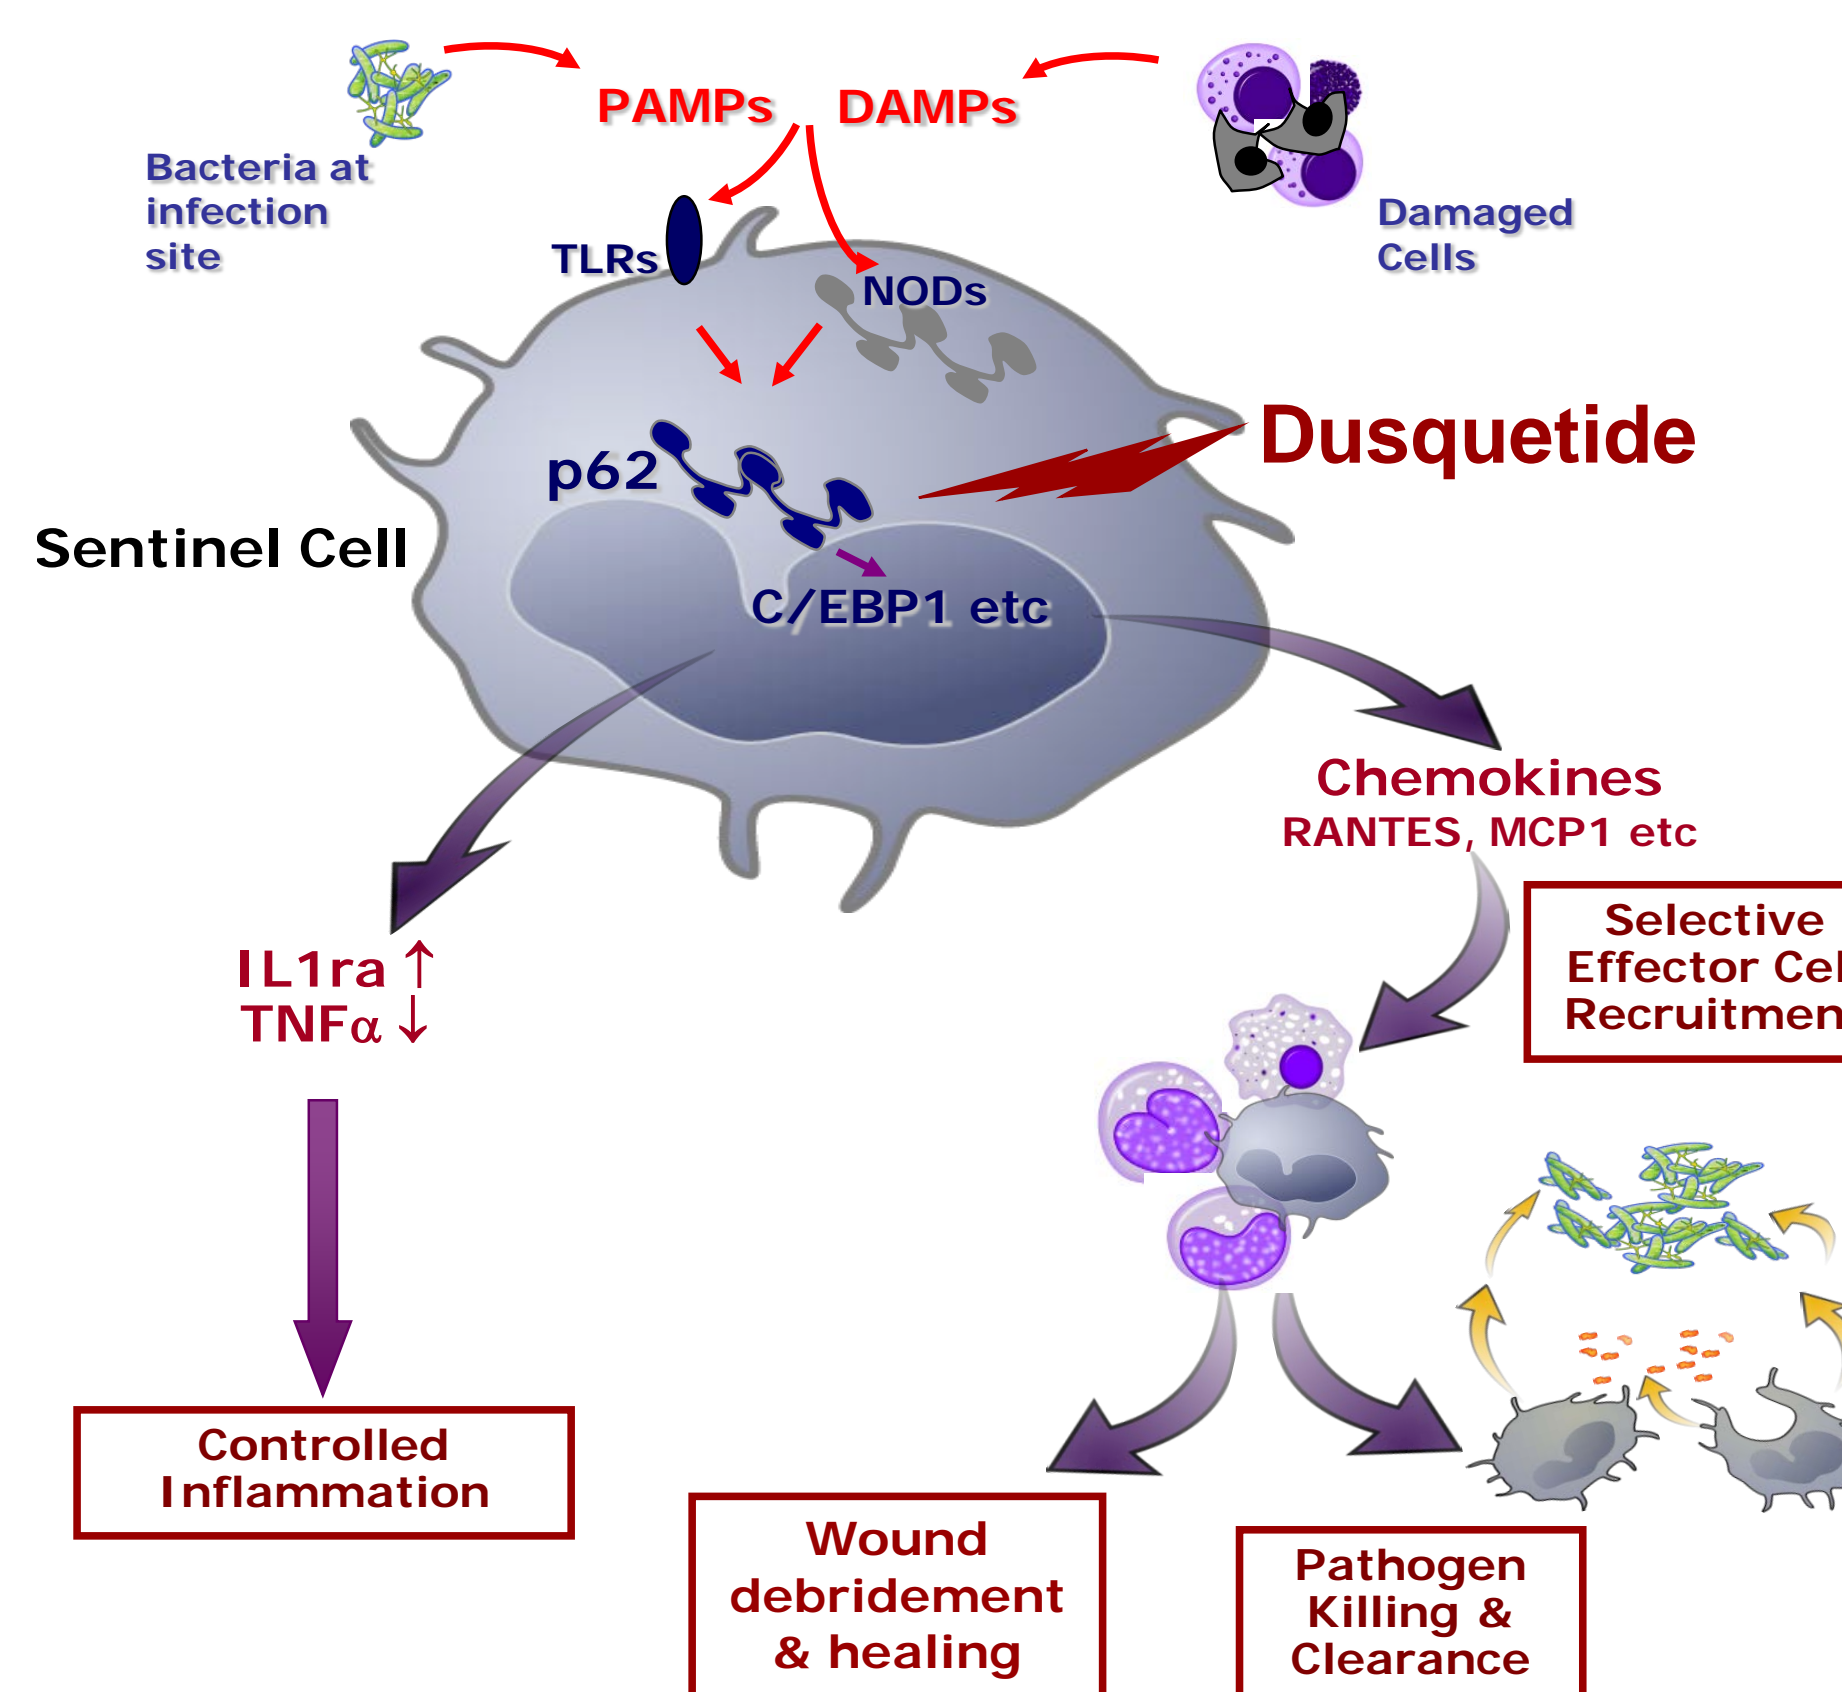 PAMPs DAMPs
Bacteria at
infection
site
Damaged
Cells
TLRs
NODs
Dusquetide
p62
Sentinel Cell
C/EBP1 etc
Chemokines
RANTES, MCP1 etc
Selective
Effector Cel
Recruitmen
IL1ra ↑
TNFα ↓
Controlled
Inflammation
Wound
debridement
& healing
Pathogen
Killing &
Clearance